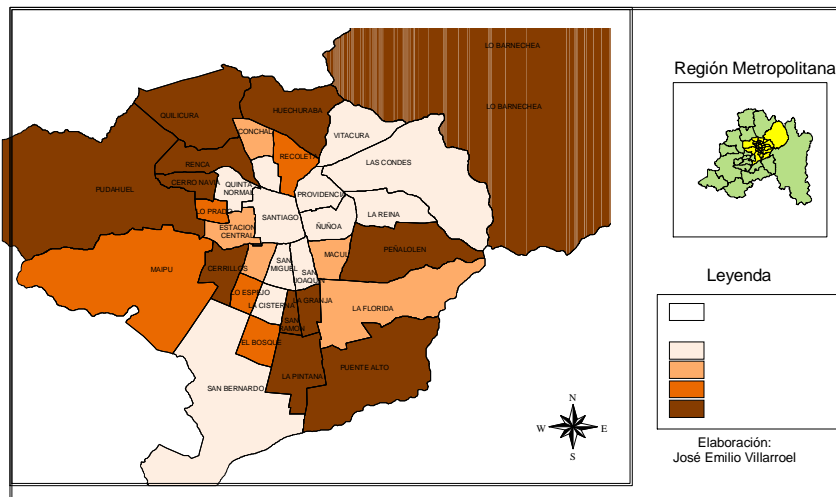 LO BARNECHEA
Región Metropolitana
LO BARNECHEA
QUILICURA
HUECHURABA
VITACURA
CONCHAL
RECOLETA
LAS CONDES
RENCA
CERRO NAVIA
PUDAHUEL
QUINTA
NORMAL
PROVIDENCIA
LO PRADO
SANTIAGO
LA REINA
ESTACION
CENTRAL
ÑUÑOA
MACUL
PEÑALOLEN
MAIPU
CERRILLOS
SAN
MIGUEL
SAN
JOAQUIN
Leyenda
LO ESPEJO
LA CISTERNA
LA GRANJA
LA FLORIDA
SAN
RAMON
EL BOSQUE
PUENTE ALTO
LA PINTANA
SAN BERNARDO
N
W
E
S
Elaboración:
José Emilio Villarroel